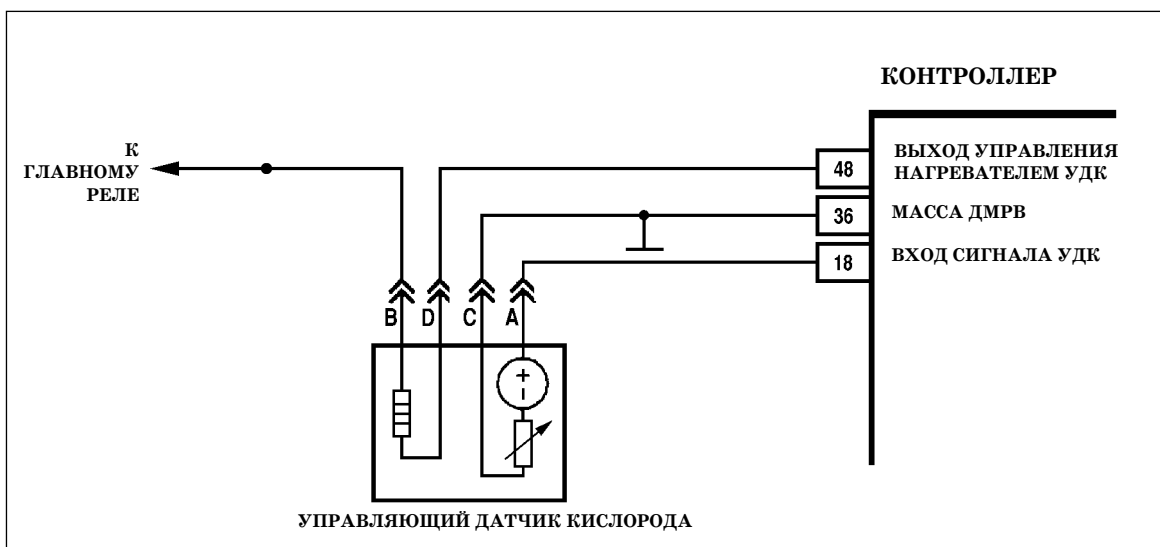 КОНТРОЛЛЕР
К
ГЛАВНОМУ
РЕЛЕ
48
ВЫХОД УПРАВЛЕНИЯ
НАГРЕВАТЕЛЕМ УДК
36
МАССА ДМРВ
18
ВХОД СИГНАЛА УДК
B D C A
УПРАВЛЯЮЩИЙ ДАТЧИК КИСЛОРОДА